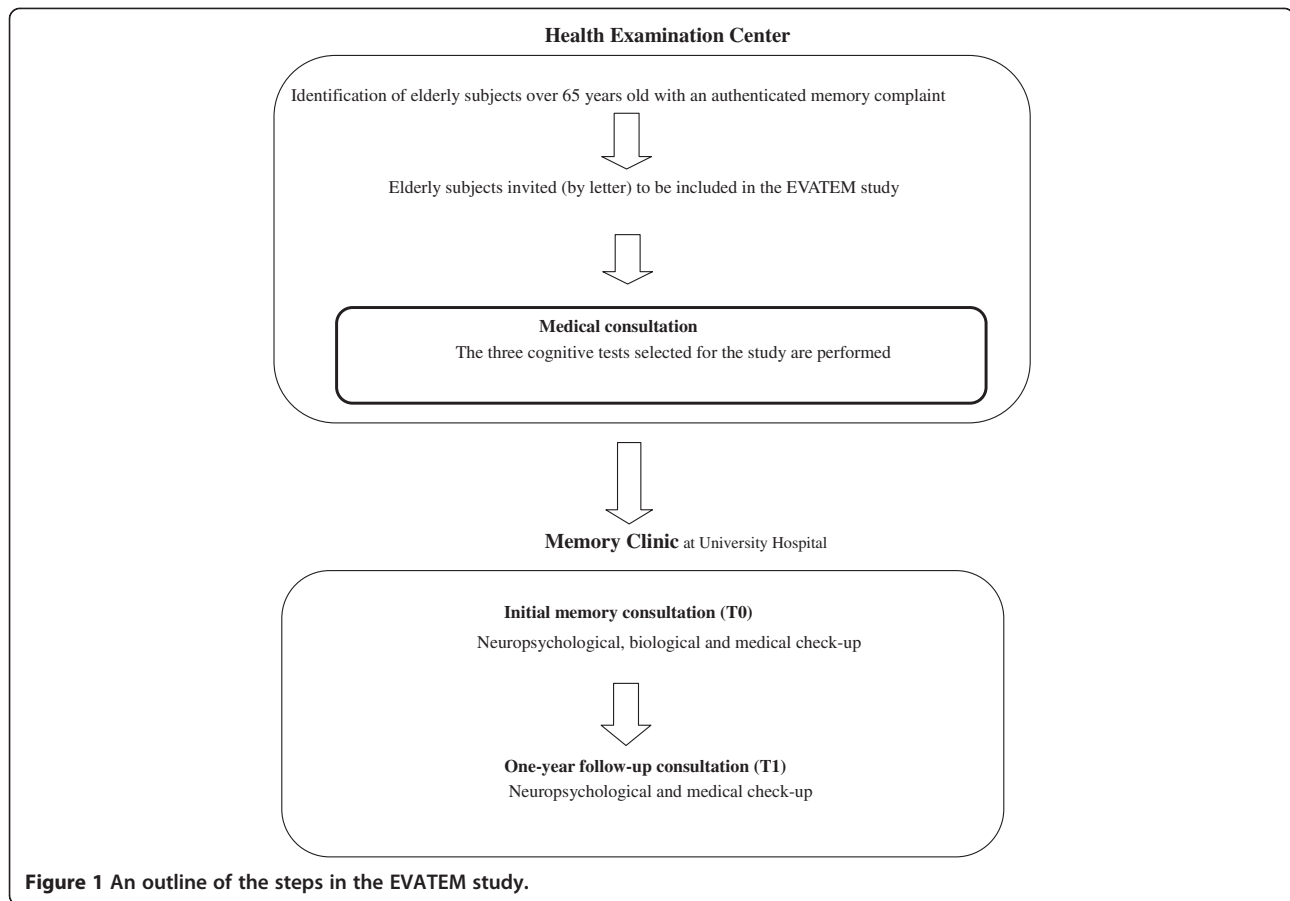 Health Examination Center
Identification of elderly subjects over 65 years old with an authenticated memory complaint
Elderly subjects invited (by letter) to be included in the EVATEM study
Medical consultation
The three cognitive tests selected for the study are performed
Memory Clinic at University Hospital
Initial memory consultation (T0)
Neuropsychological, biological and medical check-up
One-year follow-up consultation (T1)
Neuropsychological and medical check-up
Figure 1 An outline of the steps in the EVATEM study.